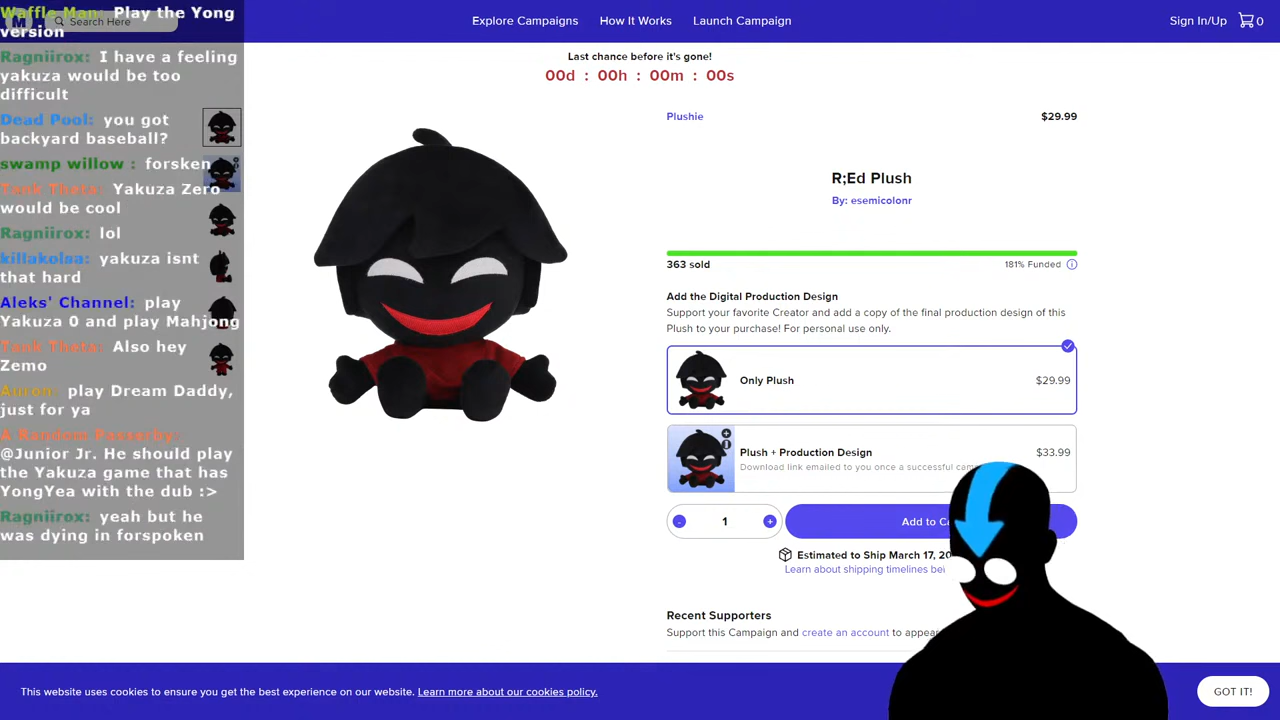 Waffle Man: Play the Yong
version
Ragniirox: I have a feeling
yakuza would be too
difficult
Dead Pool: you got
backyard baseball?
swamp willow : forsken
Tank Thats: Yakuza Zero
would be cool
Ragniirox: lol
killakolsa: yakuza isnt
that hard
Aleks' Channel: play
Yakuza 0 and play Mahjong
Tank Thats: Also hey
Zemo
Auron: play Dream Daddy,
just for ya
A Random Passerby:
@Junior Jr. He should play
the Yakuza game that has
YongYea with the dub :>
Ragniirox: yeah but he
was dying in forspoken
M
Search Here
Explore Campaigns
How It Works
Launch Campaign
Sign In/Up
0
Last chance before it's gone!
00d : 00h : 00m : 00s
Plushie
$29.99
R;Ed Plush
By: esemicolonr
363 sold
181% Funded
Add the Digital Production Design
Support your favorite Creator and add a copy of the final production design of this
Plush to your purchase! For personal use only.
Only Plush
$29.99
Plush + Production Design
$33.99
Download link emailed to you once a successful cam
- 1 +
Add to Ca
Estimated to Ship March 17, 20
Learn about shipping timelines bei
Recent Supporters
Support this Campaign and create an account to appear
This website uses cookies to ensure you get the best experience on our website. Learn more about our cookies policy.
GOT IT!